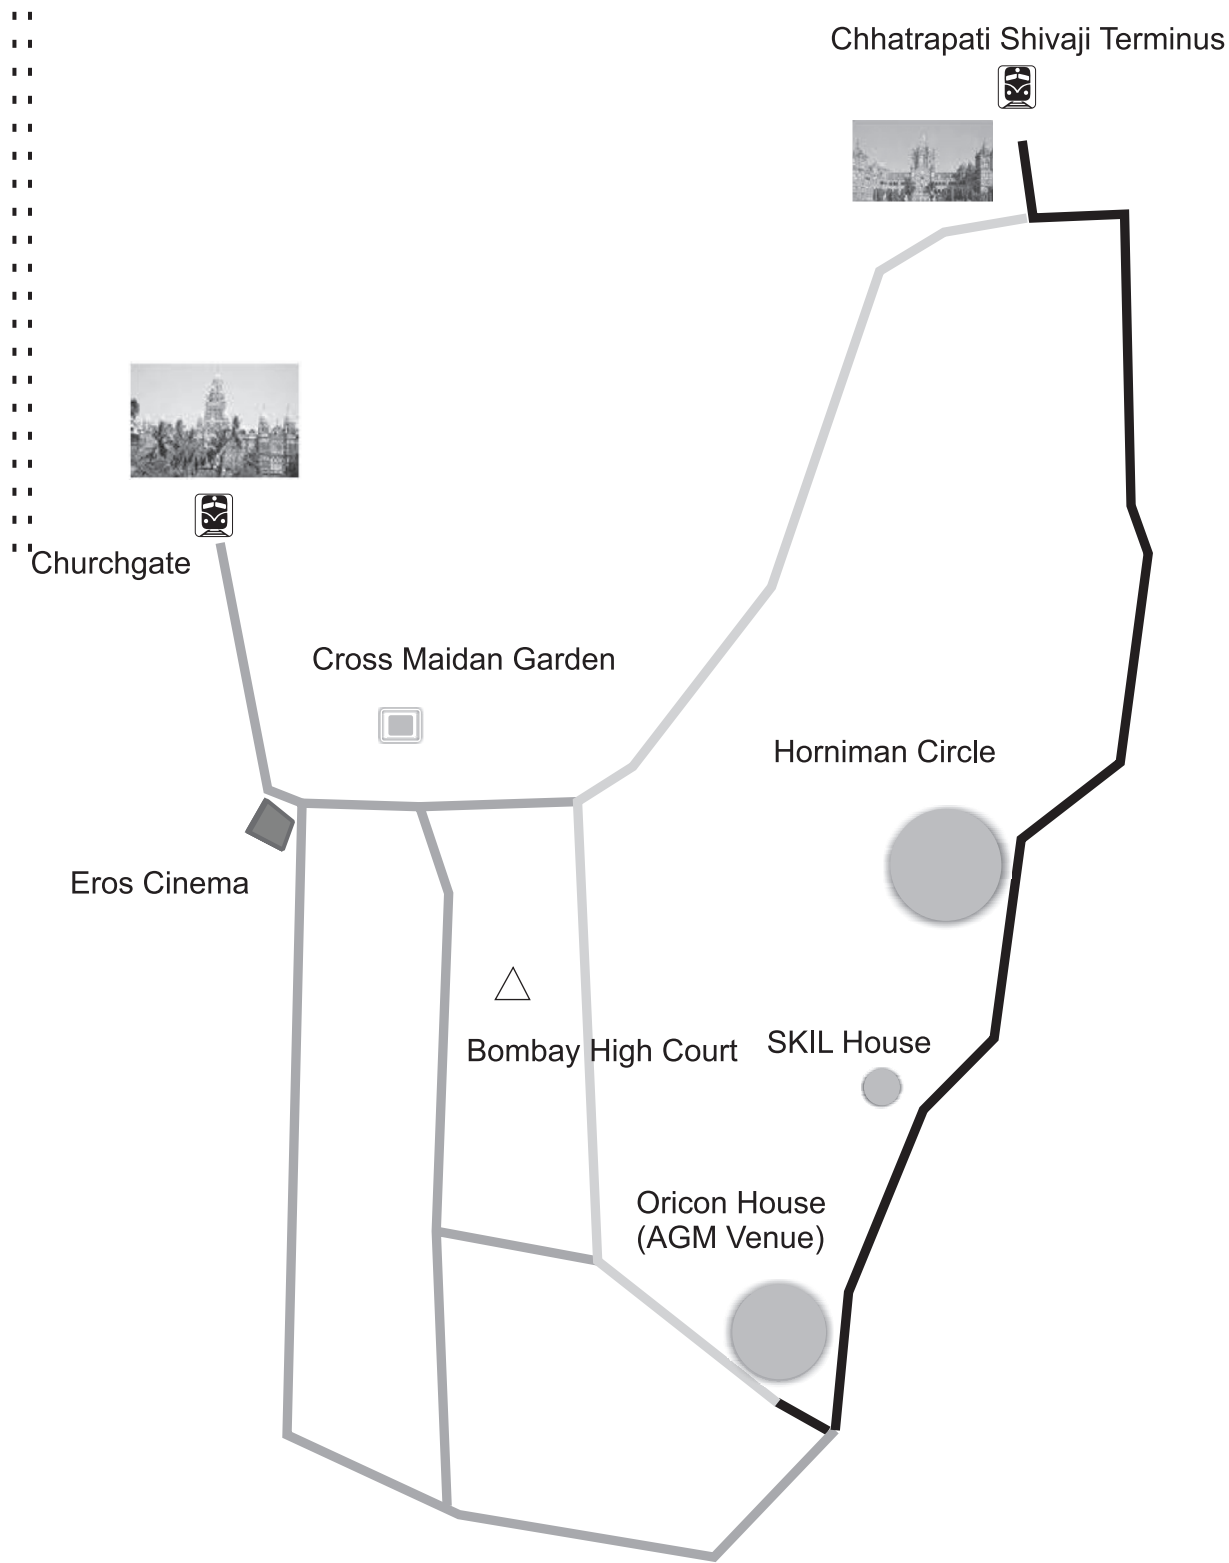 Chhatrapati Shivaji Terminus
Churchgate
Cross Maidan Garden
Horniman Circle
Eros Cinema
SKIL House
Bombay High Court
Oricon House
(AGM Venue)